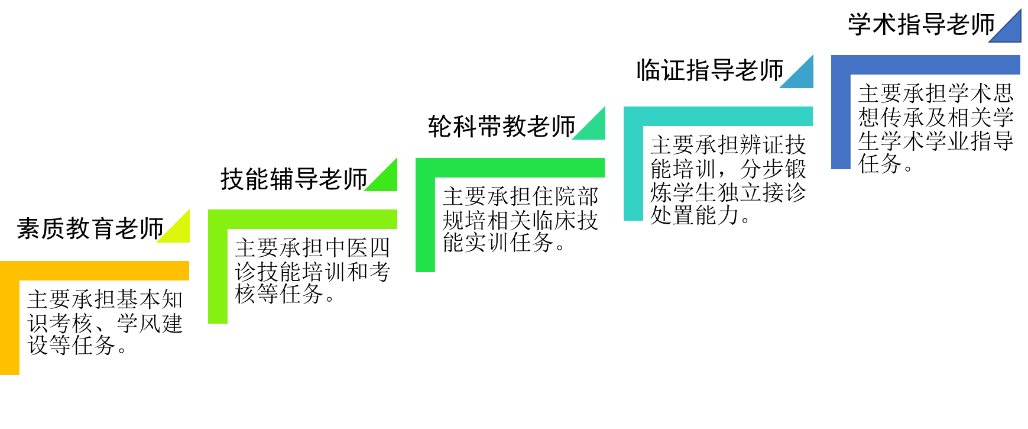 素质教育老师
主要承担基本知
识考核、学风建
设等任务。
技能辅导老师
主要承担中医四
诊技能培训和考
核等任务。
轮科带教老师
主要承担住院部
规培相关临床技
能实训任务。
临证指导老师
主要承担辨证技
能培训，分步锻
炼学生独立接诊
处置能力。
学术指导老师
主要承担学术思
想传承及相关学
生学术学业指导
任务。